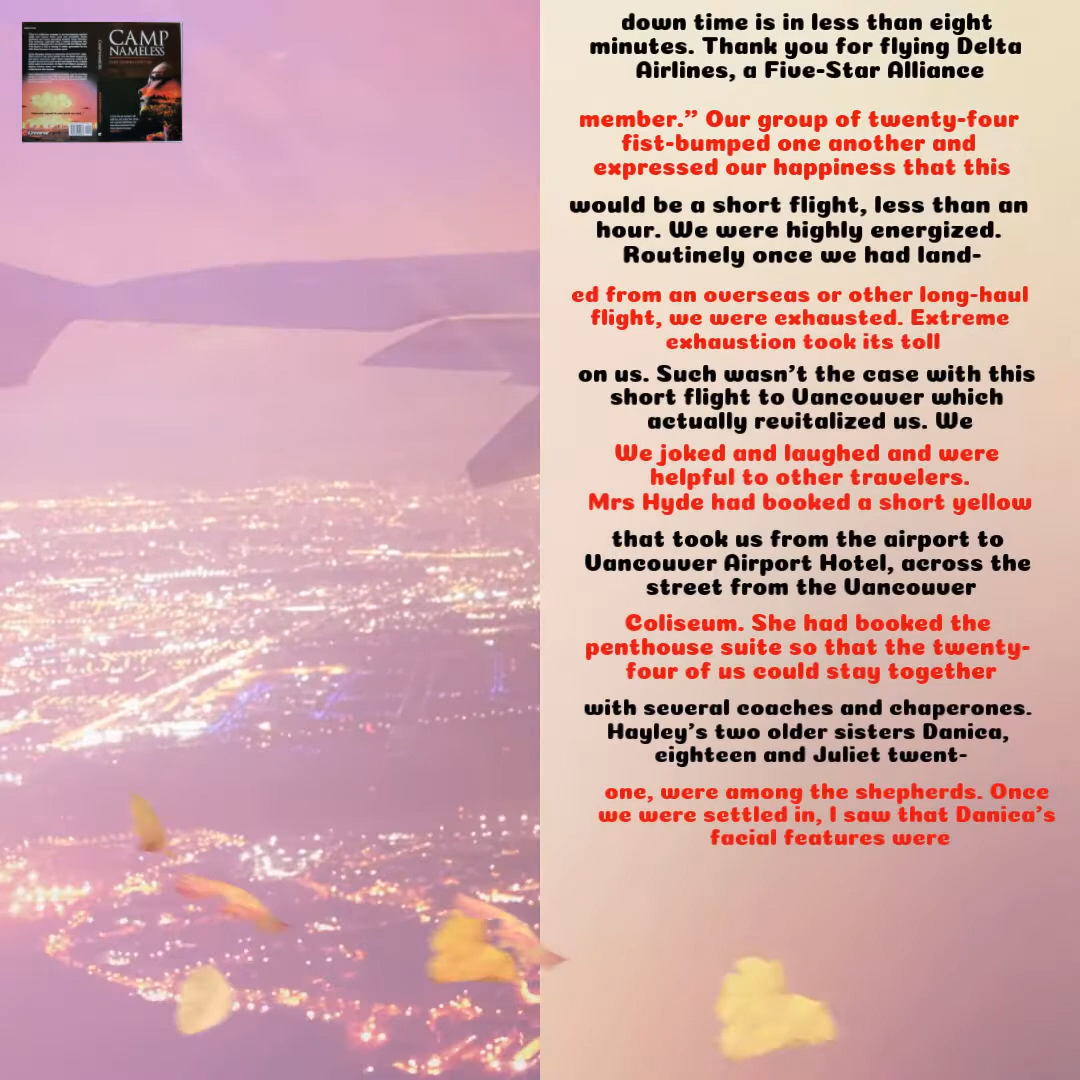 CAMP
NAMELESS
down time is in less than eight
minutes. Thank you for flying Delta
Airlines, a Five-Star Alliance
member.” Our group of twenty-four
fist-bumped one another and
expressed our happiness that this
would be a short flight, less than an
hour. We were highly energized.
Routinely once we had land-
ed from an overseas or other long-haul
flight, we were exhausted. Extreme
exhaustion took its toll
on us. Such wasn’t the case with this
short flight to Vancouver which
actually revitalized us. We
We joked and laughed and were
helpful to other travelers.
Mrs Hyde had booked a short yellow
that took us from the airport to
Vancouver Airport Hotel, across the
street from the Vancouver
Coliseum. She had booked the
penthouse suite so that the twenty-
four of us could stay together
with several coaches and chaperones.
Hayley’s two older sisters Danica,
eighteen and Juliet twent-
one, were among the shepherds. Once
we were settled in, I saw that Danica’s
facial features were